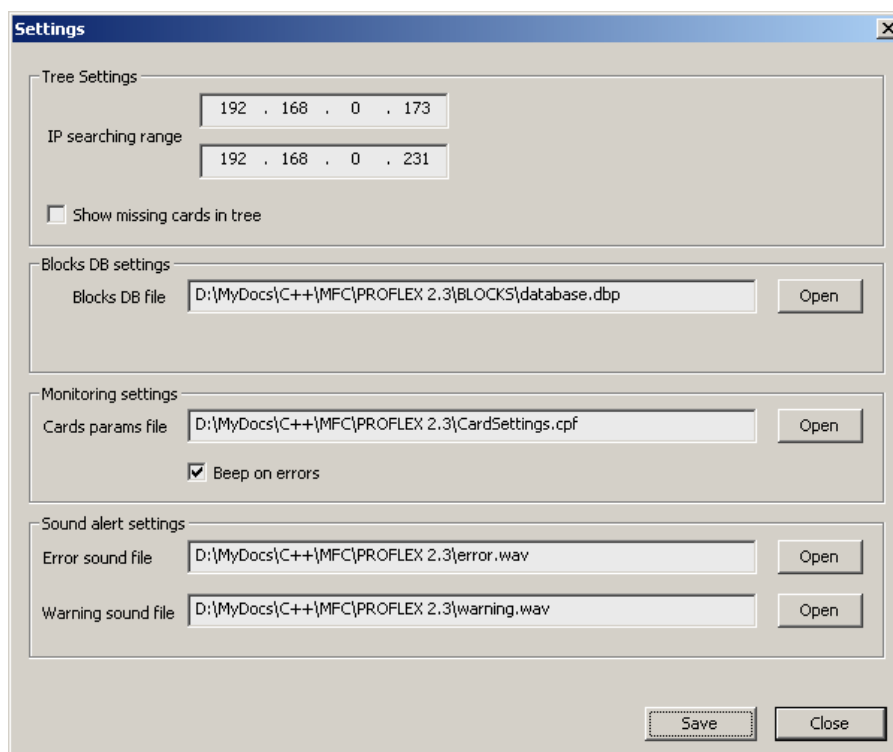 Settings
Tree Settings
192 . 168 . 0 . 173
IP searching range
192 . 168 . 0 . 231
Show missing cards in tree
Blocks DB settings
Blocks DB file D:\MyDocs\C++\MFC\PROFLEX 2.3\BLOCKS\database.dbp Open
Monitoring settings
Cards params file D:\MyDocs\C++\MFC\PROFLEX 2.3\CardSettings.cpf Open
Beep on errors
Sound alert settings
Error sound file D:\MyDocs\C++\MFC\PROFLEX 2.3\error.wav Open
Warning sound file D:\MyDocs\C++\MFC\PROFLEX 2.3\warning.wav Open
Save Close